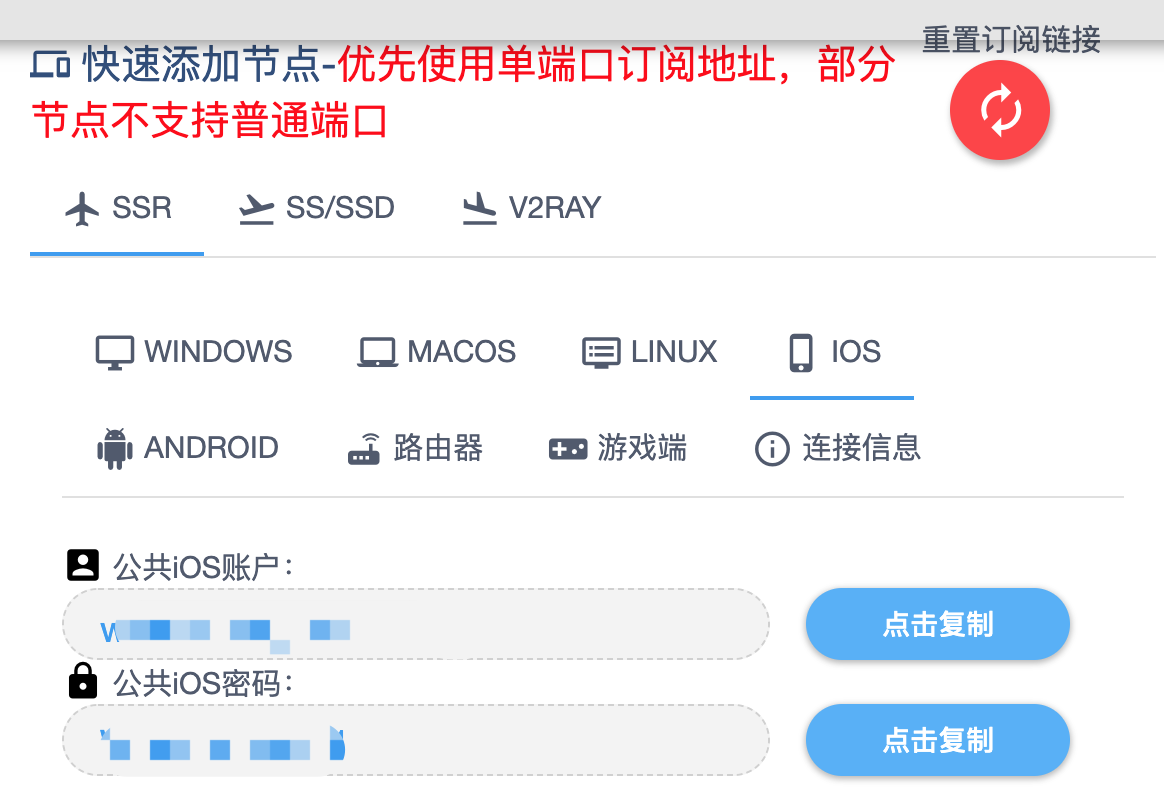 重置订阅链接
快速添加节点-优先使用单端口订阅地址，部分
节点不支持普通端口
SSR SS/SSD V2RAY
WINDOWS MACOS LINUX IOS
ANDROID 路由器 游戏端 连接信息
公共iOS账户：
点击复制
公共iOS密码：
点击复制